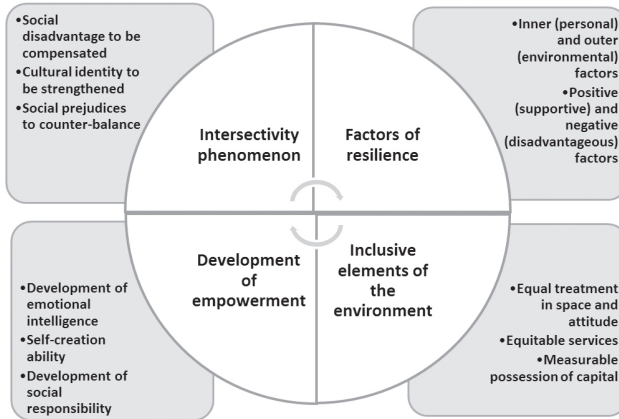 •Social
disadvantage to be
compensated
•Cultural identity to
be strengthened
•Social prejudices
to counter-balance
•Inner (personal)
and outer
(environmental)
factors
•Positive
(supportive) and
negative
(disadvantageous)
factors
Intersectivity
phenomenon
Factors of
resilience
Development
of
empowerment
Inclusive
elements of
the
environment
•Development of
emotional
intelligence
•Self-creation
ability
•Development of
social
responsibility
•Equal treatment
in space and
attitude
•Equitable services
•Measurable
possession of capital